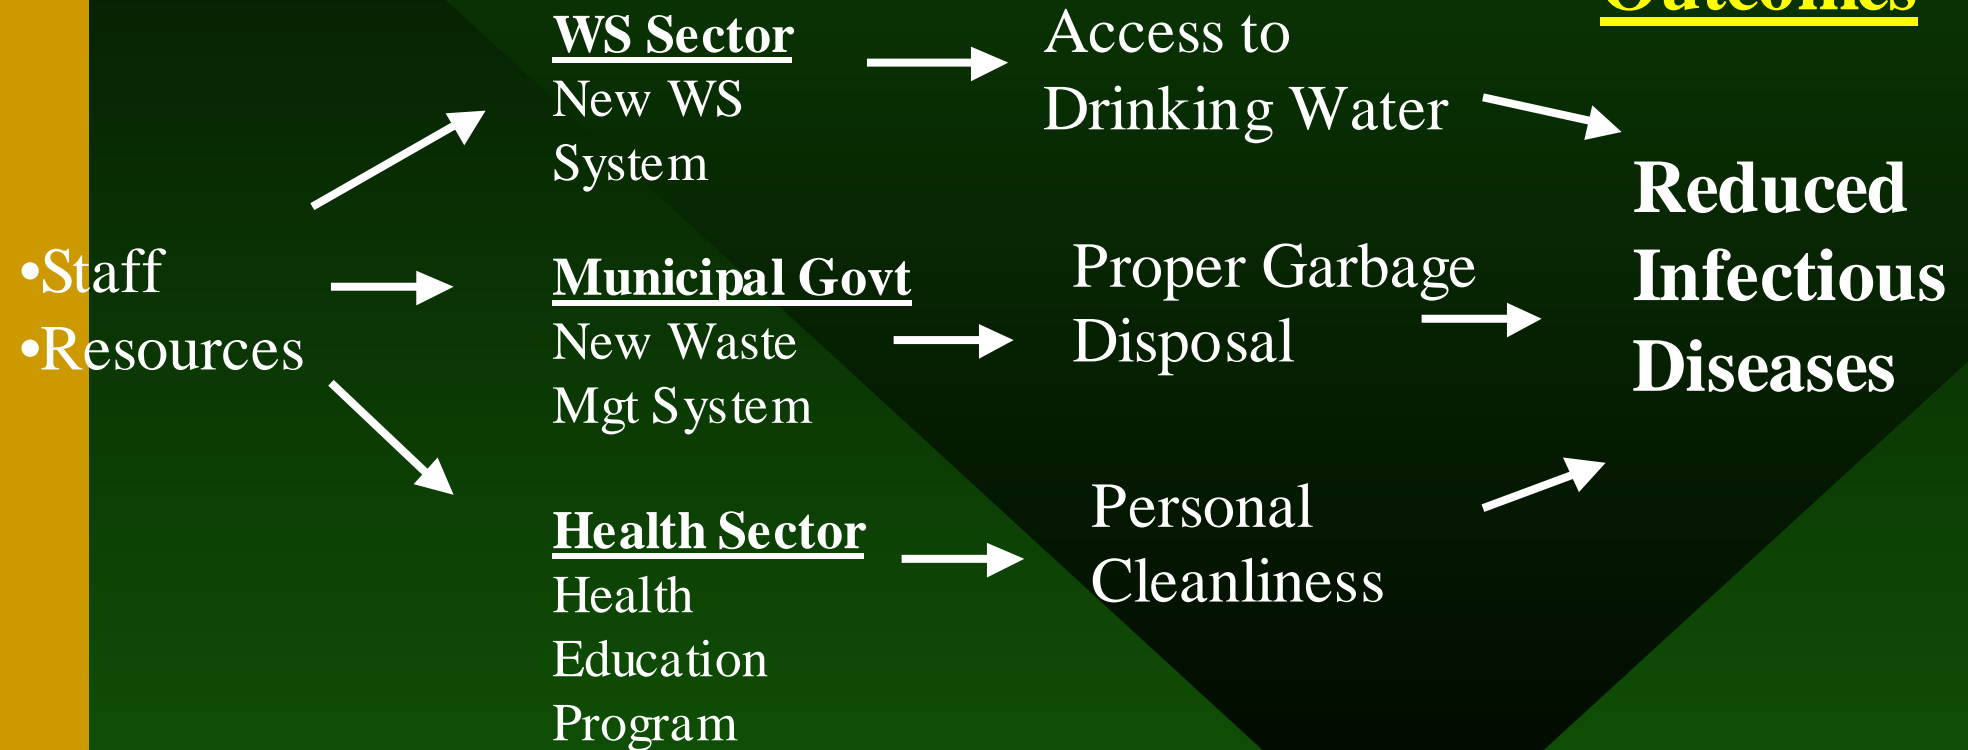 Outcomes
WS Sector
New WS
System
Access to
Drinking Water
Reduced
Infectious
Diseases
•Staff
•Resources
Municipal Govt
New Waste
Mgt System
Proper Garbage
Disposal
Health Sector
Health
Education
Program
Personal
Cleanliness